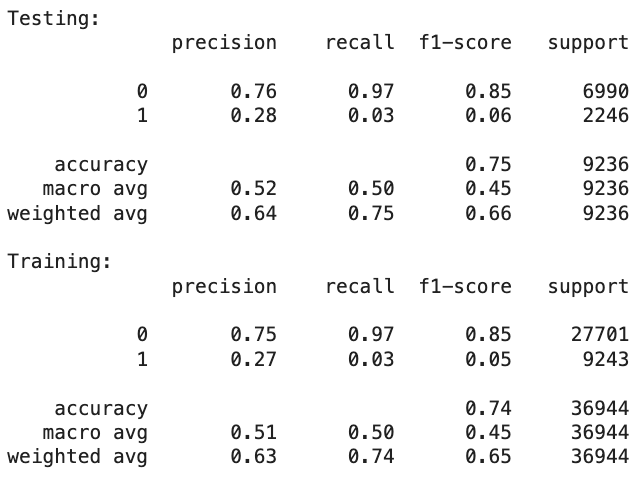 Testing:
precision recall f1-score support
0 0.76 0.97 0.85 6990
1 0.28 0.03 0.06 2246
accuracy 0.75 9236
macro avg 0.52 0.50 0.45 9236
weighted avg 0.64 0.75 0.66 9236
Training:
precision recall f1-score support
0 0.75 0.97 0.85 27701
1 0.27 0.03 0.05 9243
accuracy 0.74 36944
macro avg 0.51 0.50 0.45 36944
weighted avg 0.63 0.74 0.65 36944